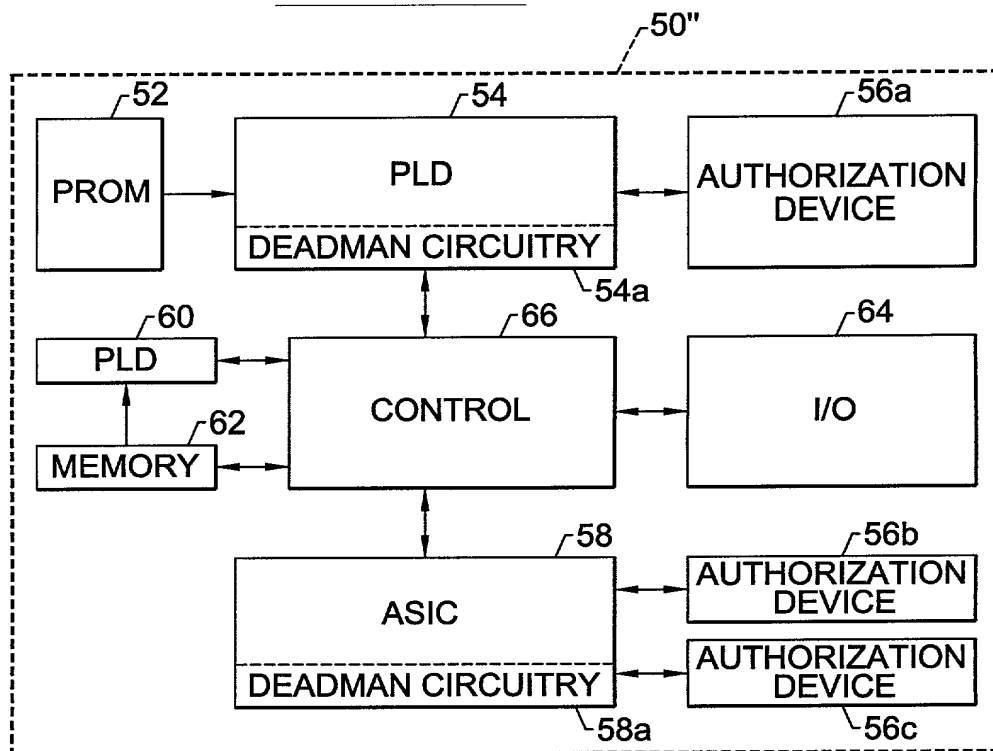 50"
52
54
56a
PROM
PLD
AUTHORIZATION
DEVICE
DEADMAN CIRCUITRY
54a
60
66
64
PLD
CONTROL
I/O
62
MEMORY
58
56b
ASIC
AUTHORIZATION
DEVICE
DEADMAN CIRCUITRY
AUTHORIZATION
DEVICE
58a
56c